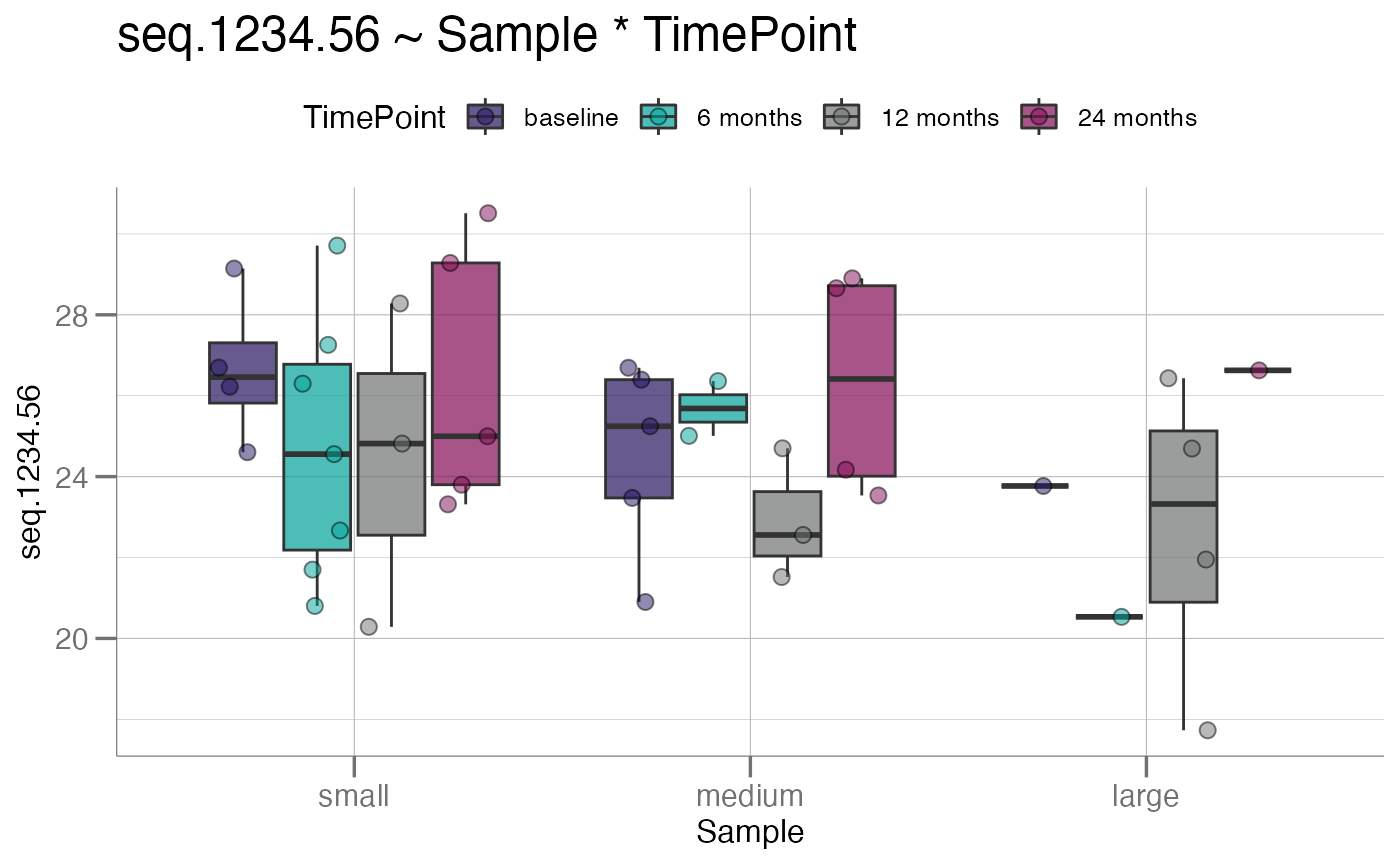 seq.1234.56 ~ Sample * TimePoint
TimePoint baseline 6 months 12 months 24 months
seq.1234.56
28
24
20
small medium large
Sample